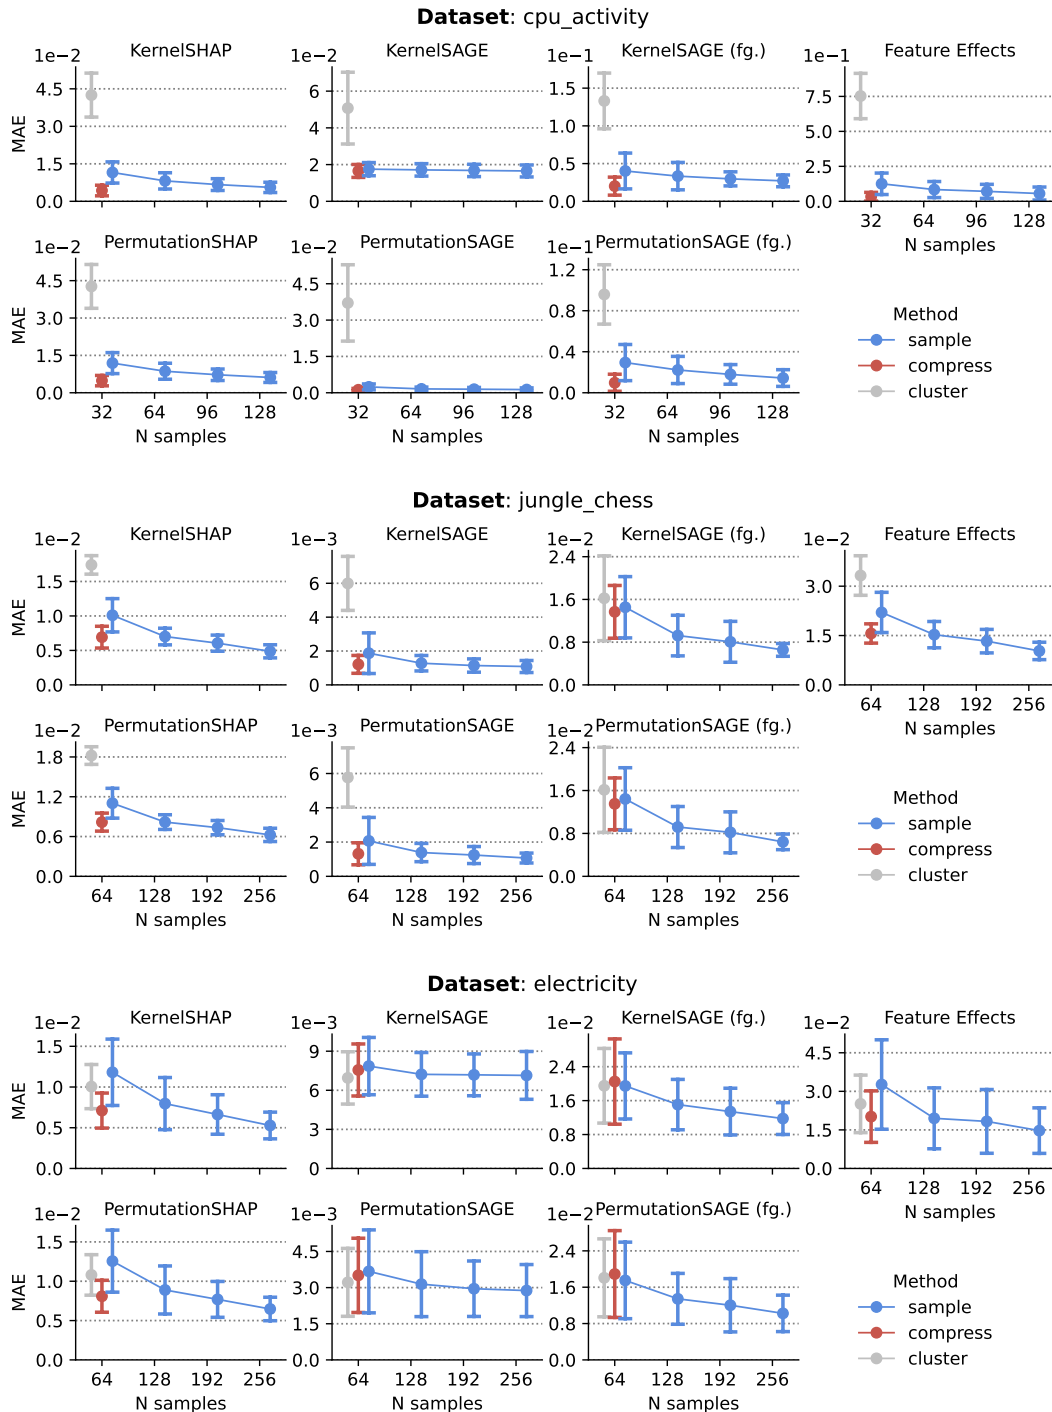 Dataset: cpu_activity
KernelSHAP
KernelSAGE
KernelSAGE (fg.)
Feature Effects
1e−2
1e−2
1e−1
1e−1
MAE
4.5
3.0
1.5
0.0
6
4
2
0
1.5
1.0
0.5
0.0
7.5
5.0
2.5
0.0
32
64
96
128
N samples
PermutationSHAP
PermutationSAGE
PermutationSAGE (fg.)
1e−2
1e−2
1e−1
MAE
4.5
3.0
1.5
0.0
4.5
3.0
1.5
0.0
1.2
0.8
0.4
0.0
32
64
96
128
N samples
32
64
96
128
N samples
32
64
96
128
N samples
Method
sample
compress
cluster
Dataset: jungle_chess
KernelSHAP
KernelSAGE
KernelSAGE (fg.)
Feature Effects
1e−2
1e−3
1e−2
1e−2
MAE
1.5
1.0
0.5
0.0
6
4
2
0
2.4
1.6
0.8
0.0
3.0
1.5
0.0
64
128
192
256
N samples
PermutationSHAP
PermutationSAGE
PermutationSAGE (fg.)
1e−2
1e−3
1e−2
MAE
1.8
1.2
0.6
0.0
6
4
2
0
2.4
1.6
0.8
0.0
64
128
192
256
N samples
64
128
192
256
N samples
64
128
192
256
N samples
Method
sample
compress
cluster
Dataset: electricity
KernelSHAP
KernelSAGE
KernelSAGE (fg.)
Feature Effects
1e−2
1e−3
1e−2
1e−2
MAE
1.5
1.0
0.5
0.0
9
6
3
0
2.4
1.6
0.8
0.0
4.5
3.0
1.5
0.0
64
128
192
256
N samples
PermutationSHAP
PermutationSAGE
PermutationSAGE (fg.)
1e−2
1e−3
1e−2
MAE
1.5
1.0
0.5
0.0
4.5
3.0
1.5
0.0
2.4
1.6
0.8
0.0
64
128
192
256
N samples
64
128
192
256
N samples
64
128
192
256
N samples
Method
sample
compress
cluster